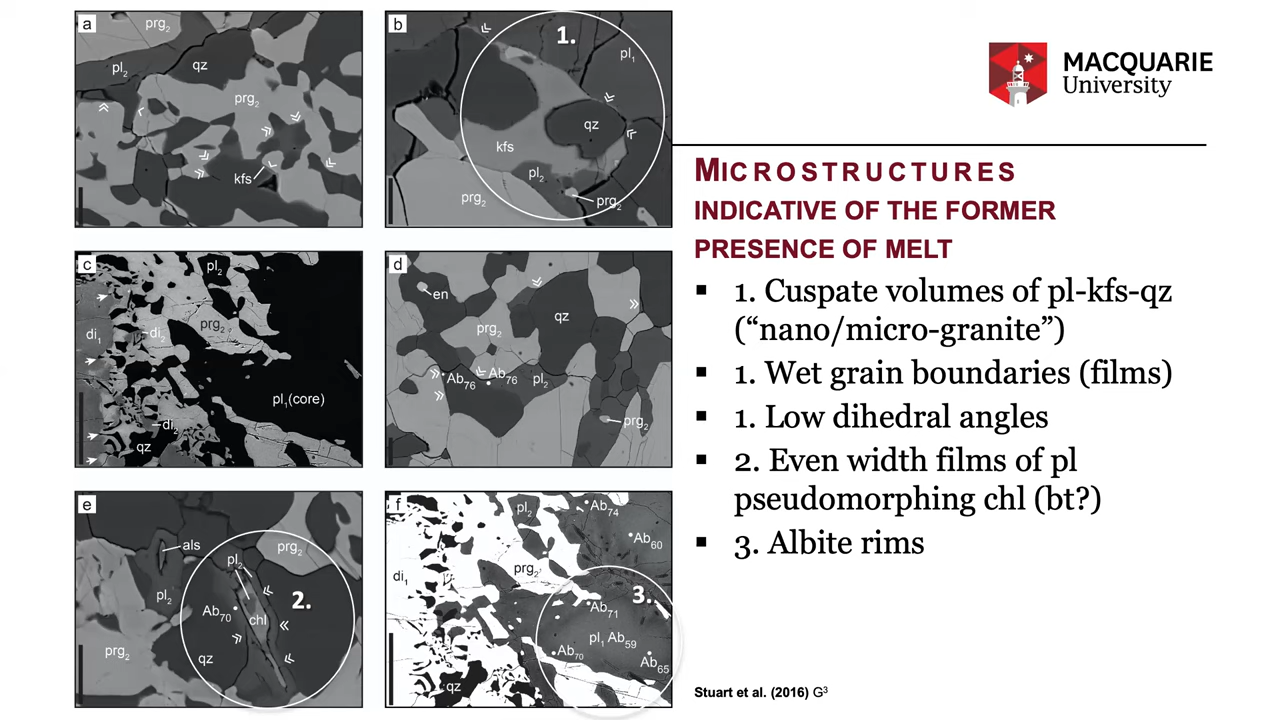 a
prg₂
pl₂
qz
prg₂
kfs
b
1.
pl₁
qz
kfs
pl₂
prg₂
prg₂
c
pl₂
di₁
di₂
prg₂
pl₁(core)
di₂
qz
d
en
qz
prg₂
Ab₇₆
Ab₇₆
pl₂
prg₂
e
als
prg₂
pl₂
pl₂
2.
Ab₇₀
chl
prg₂
qz
f
pl₂
Ab₇₄
Ab₆₀
di₁
prg₂
3.
Ab₇₁
pl₁ Ab₅₉
Ab₇₀
Ab₆₅
qz
MACQUARIE
University
MICROSTRUCTURES
INDICATIVE OF THE FORMER
PRESENCE OF MELT
▪ 1. Cuspate volumes of pl-kfs-qz
(“nano/micro-granite”)
▪ 1. Wet grain boundaries (films)
▪ 1. Low dihedral angles
▪ 2. Even width films of pl
pseudomorphing chl (bt?)
▪ 3. Albite rims
Stuart et al. (2016) G³